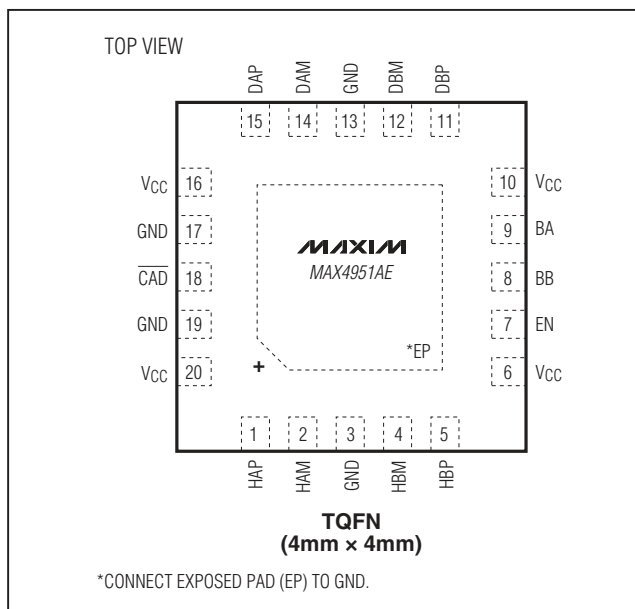 TOP VIEW
DAP DAM GND DBM DBP
15 14 13 12 11
VCC 16 10 VCC
GND 17 9 BA
MAXIM
MAX4951AE
C̅A̅D̅ 18 8 BB
GND 19 7 EN
*EP
VCC 20 + 6 VCC
1 2 3 4 5
HAP HAM GND HBM HBP
TQFN
(4mm × 4mm)
*CONNECT EXPOSED PAD (EP) TO GND.